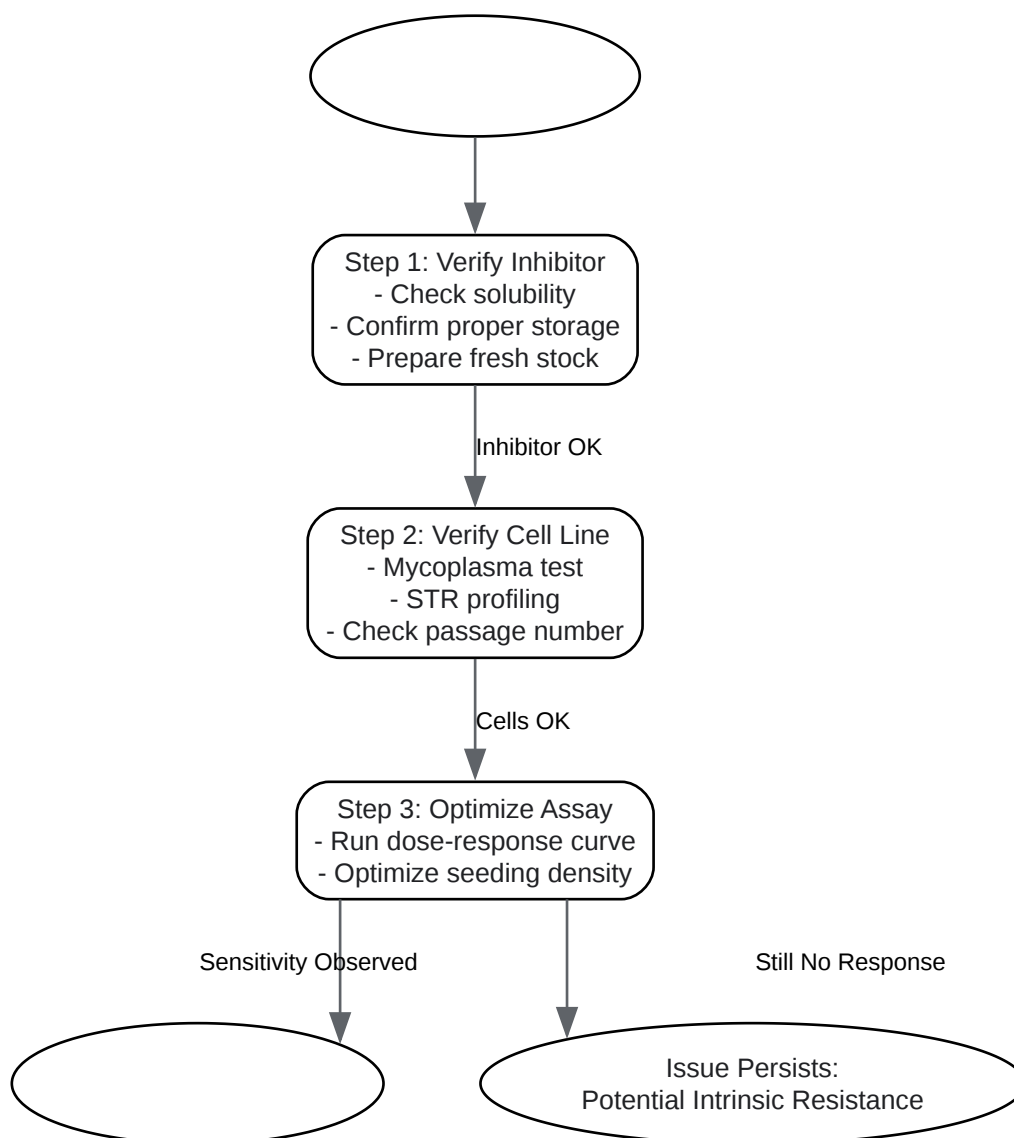 Step 1: Verify Inhibitor
- Check solubility
- Confirm proper storage
- Prepare fresh stock
Inhibitor OK
Step 2: Verify Cell Line
- Mycoplasma test
- STR profiling
- Check passage number
Cells OK
Step 3: Optimize Assay
- Run dose-response curve
- Optimize seeding density
Sensitivity Observed
Still No Response
Issue Persists:
Potential Intrinsic Resistance